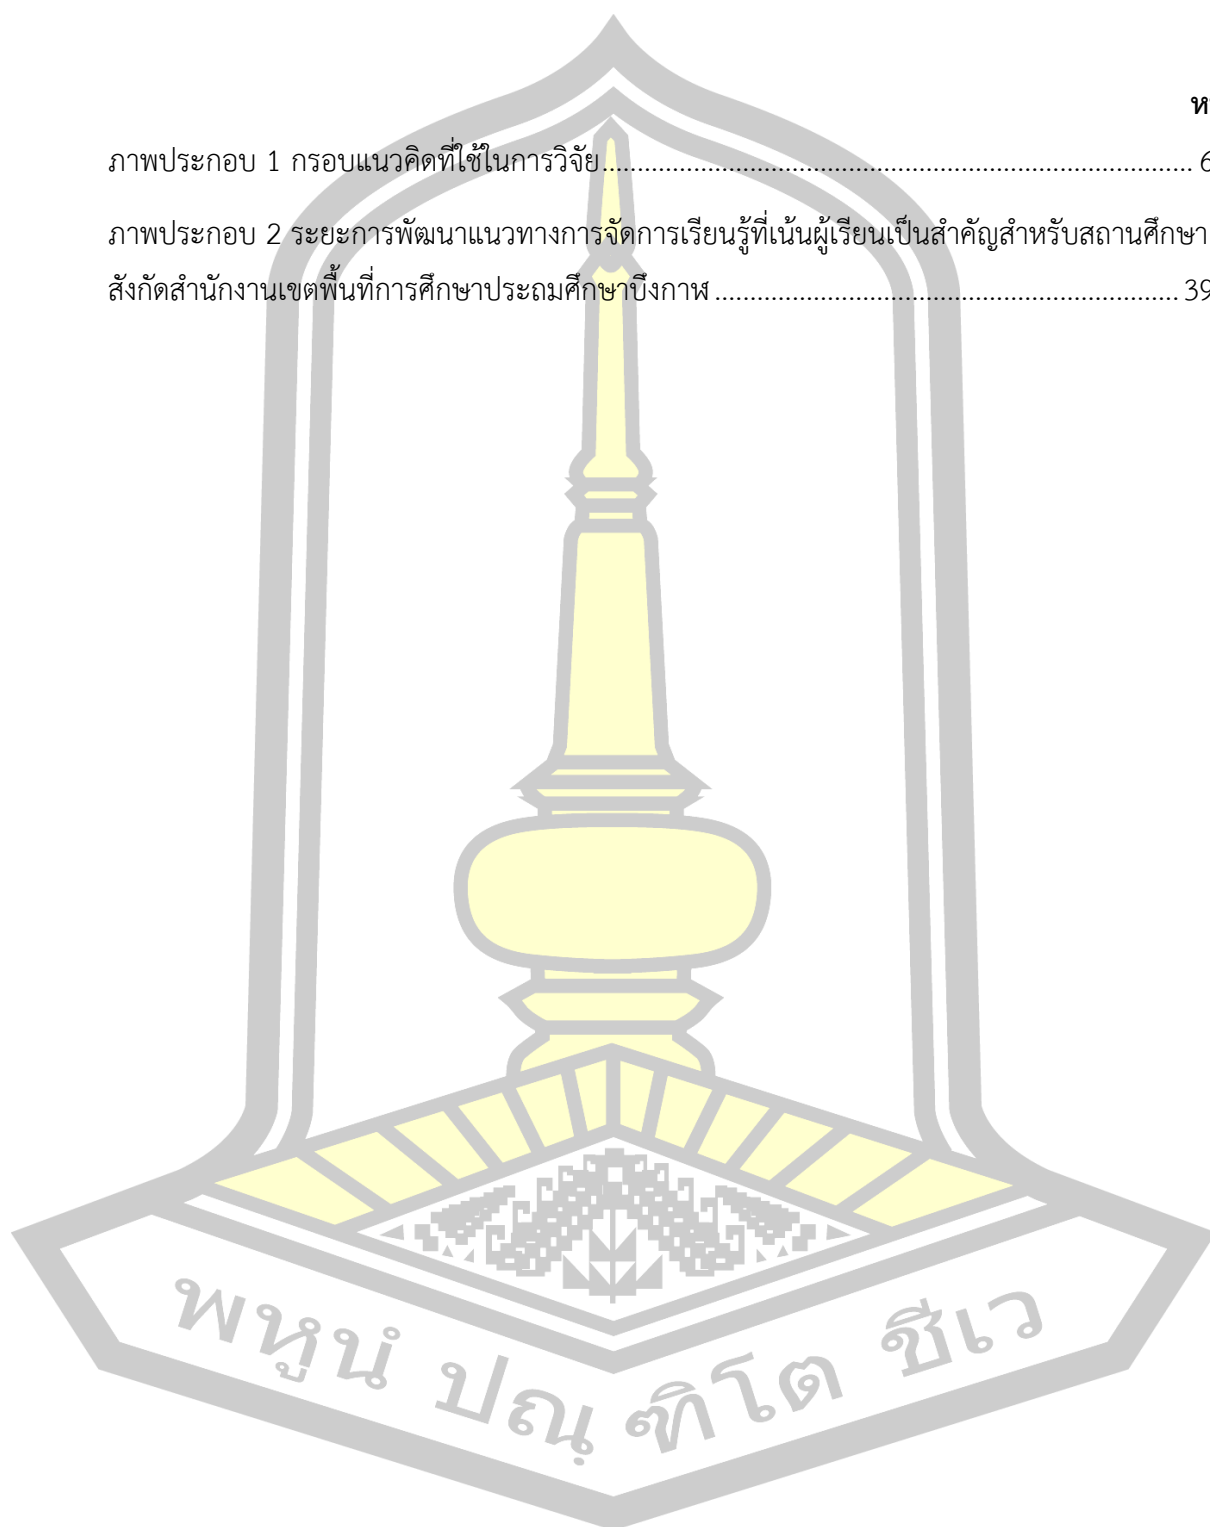 ภาพประกอบ 1 กรอบแนวคิดที่ใช้ในการวิจัย.......................................................................................... 6
ภาพประกอบ 2 ระยะการพัฒนาแนวทางการจัดการเรียนรู้ที่เน้นผู้เรียนเป็นสำคัญสำหรับสถานศึกษา
สังกัดสำนักงานเขตพื้นที่การศึกษาประถมศึกษาบึงกาฬ ....................................................................... 39
พหูนํ ปณฺ ฑิโต ชีเว